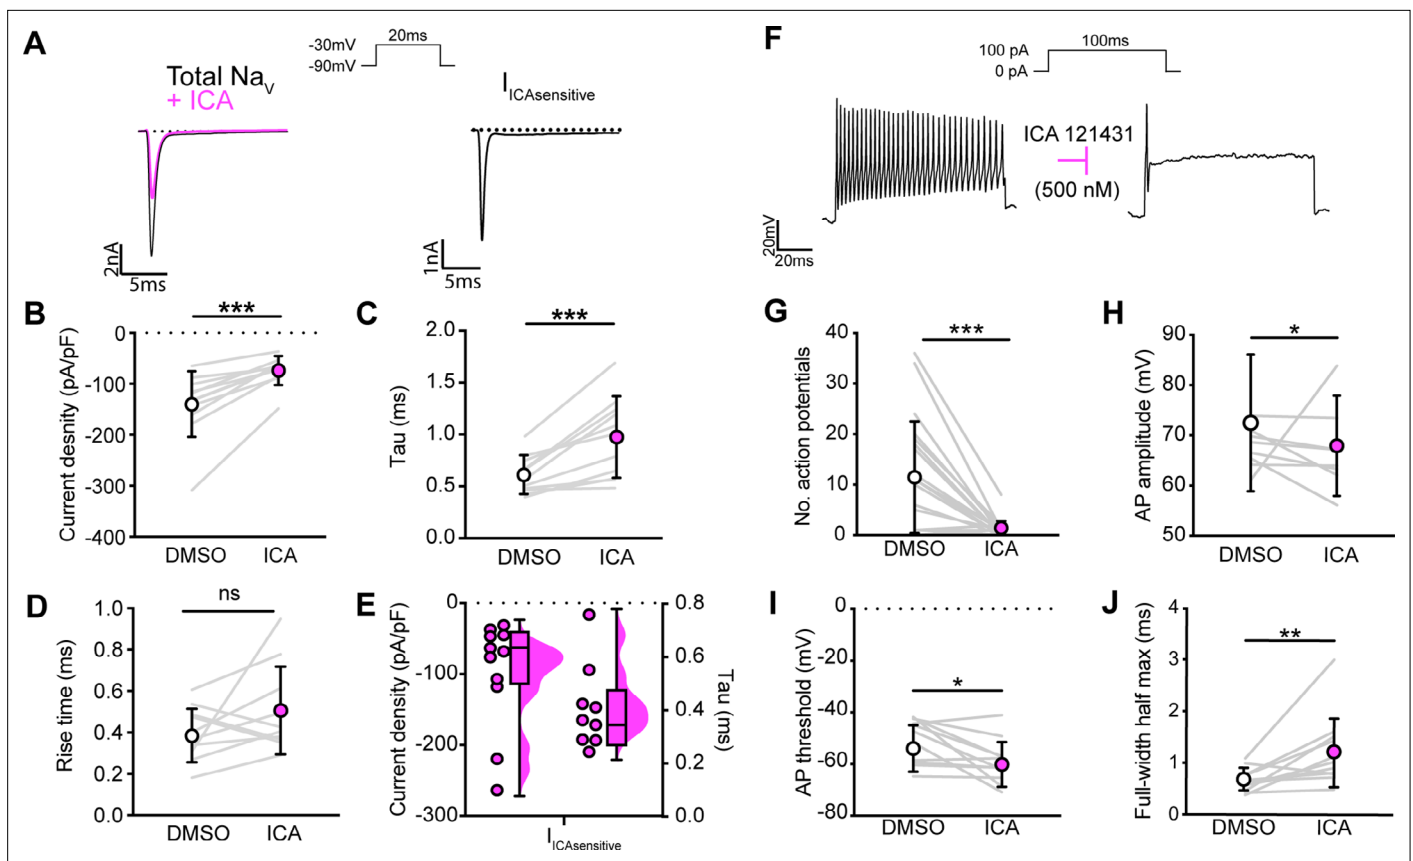 A
-30mV
20ms
-90mV
Total NaV
+ ICA
IICAsensitive
2nA
5ms
1nA
5ms
F
100 pA
100ms
0 pA
ICA 121431
(500 nM)
20mV
20ms
B
***
Current desnity (pA/pF)
0
-100
-200
-300
-400
DMSO
ICA
C
***
Tau (ms)
2.0
1.5
1.0
0.5
0.0
DMSO
ICA
G
***
No. action potentials
40
30
20
10
0
DMSO
ICA
H
*
AP amplitude (mV)
90
80
70
60
50
DMSO
ICA
D
ns
Rise time (ms)
1.0
0.8
0.6
0.4
0.2
0.0
DMSO
ICA
E
Current density (pA/pF)
0
-100
-200
-300
0.8
0.6
0.4
0.2
0.0
Tau (ms)
IICAsensitive
I
*
AP threshold (mV)
0
-20
-40
-60
-80
DMSO
ICA
J
**
Full-width half max (ms)
4
3
2
1
0
DMSO
ICA